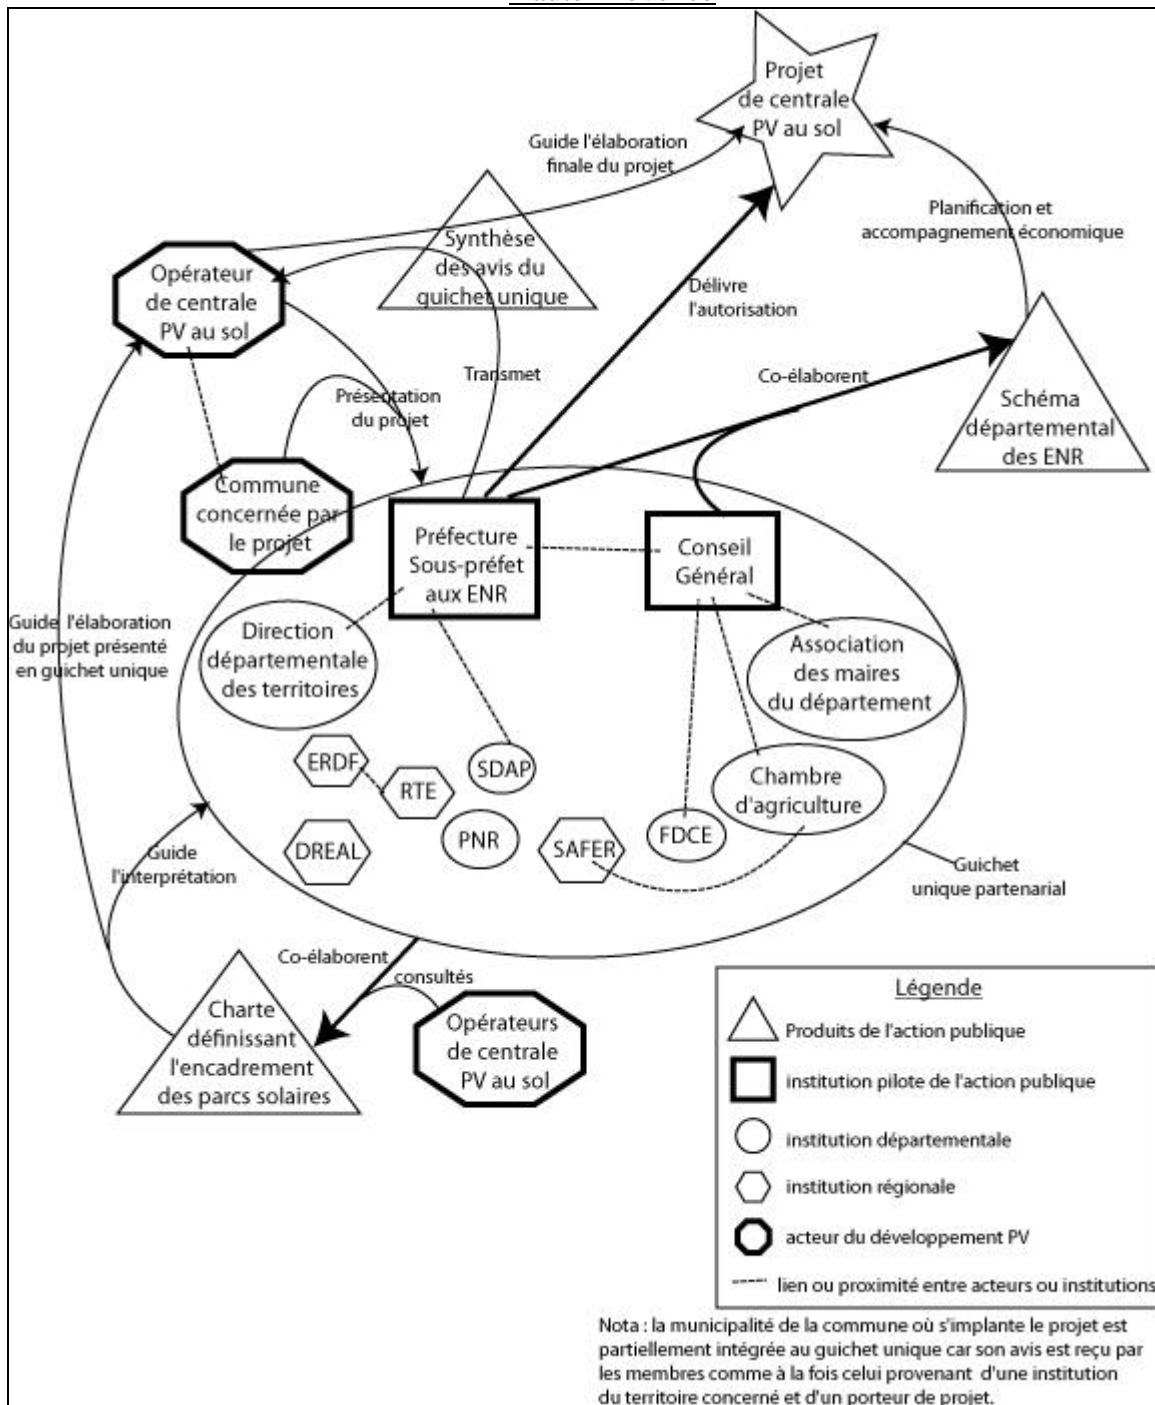 Projet
de centrale
PV au sol
Guide l'élaboration
finale du projet
Planification et
accompagnement économique
Synthèse
des avis du
guichet unique
Opérateur
de centrale
PV au sol
Délivre
l'autorisation
Transmet
Co-élaborent
Présentation
du projet
Schéma
départemental
des ENR
Commune
concernée par
le projet
Préfecture
Sous-préfet
aux ENR
Conseil
Général
Guide l'élaboration
du projet présenté
en guichet unique
Direction
départementale
des territoires
Association
des maires
du département
ERDF
RTE
SDAP
Chambre
d'agriculture
DREAL
PNR
SAFER
FDCE
Guide
l'interprétation
Guichet
unique partenarial
Co-élaborent
consultés
Charte
définissant
l'encadrement
des parcs solaires
Opérateurs
de centrale
PV au sol
Légende
Produits de l'action publique
institution pilote de l'action publique
institution départementale
institution régionale
acteur du développement PV
lien ou proximité entre acteurs ou institutions
Nota : la municipalité de la commune où s'implante le projet est
partiellement intégrée au guichet unique car son avis est reçu par
les membres comme à la fois celui provenant d'une institution
du territoire concerné et d'un porteur de projet.